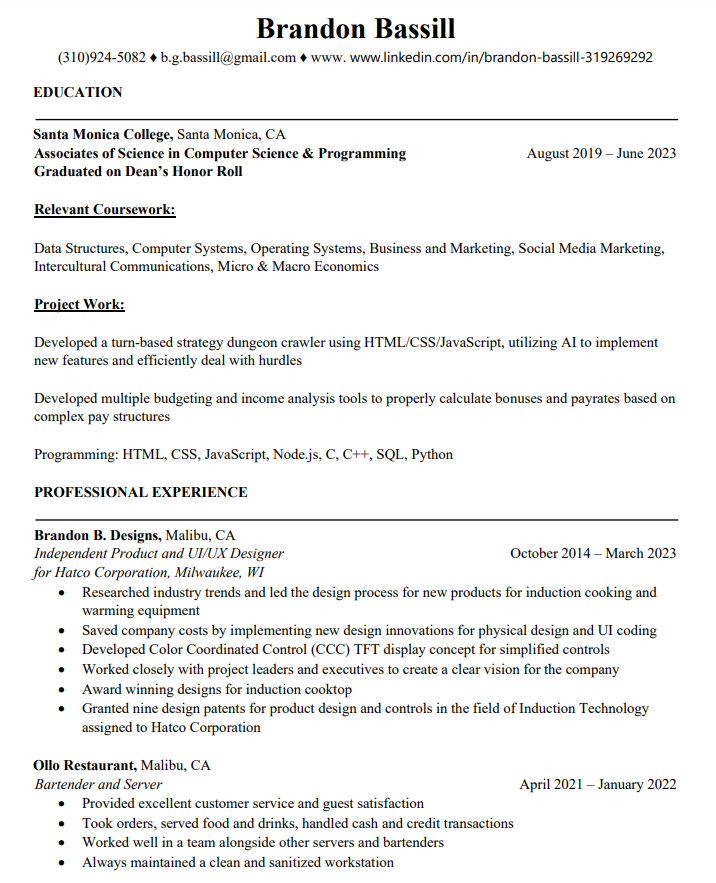 Brandon Bassill
(310)924-5082 ♦ b.g.bassill@gmail.com ♦ www. www.linkedin.com/in/brandon-bassill-319269292
EDUCATION
Santa Monica College, Santa Monica, CA
Associates of Science in Computer Science & Programming August 2019 – June 2023
Graduated on Dean's Honor Roll
Relevant Coursework:
Data Structures, Computer Systems, Operating Systems, Business and Marketing, Social Media Marketing,
Intercultural Communications, Micro & Macro Economics
Project Work:
Developed a turn-based strategy dungeon crawler using HTML/CSS/JavaScript, utilizing AI to implement
new features and efficiently deal with hurdles
Developed multiple budgeting and income analysis tools to properly calculate bonuses and payrates based on
complex pay structures
Programming: HTML, CSS, JavaScript, Node.js, C, C++, SQL, Python
PROFESSIONAL EXPERIENCE
Brandon B. Designs, Malibu, CA
Independent Product and UI/UX Designer October 2014 – March 2023
for Hatco Corporation, Milwaukee, WI
• Researched industry trends and led the design process for new products for induction cooking and
warming equipment
• Saved company costs by implementing new design innovations for physical design and UI coding
• Developed Color Coordinated Control (CCC) TFT display concept for simplified controls
• Worked closely with project leaders and executives to create a clear vision for the company
• Award winning designs for induction cooktop
• Granted nine design patents for product design and controls in the field of Induction Technology
assigned to Hatco Corporation
Ollo Restaurant, Malibu, CA
Bartender and Server April 2021 – January 2022
• Provided excellent customer service and guest satisfaction
• Took orders, served food and drinks, handled cash and credit transactions
• Worked well in a team alongside other servers and bartenders
• Always maintained a clean and sanitized workstation